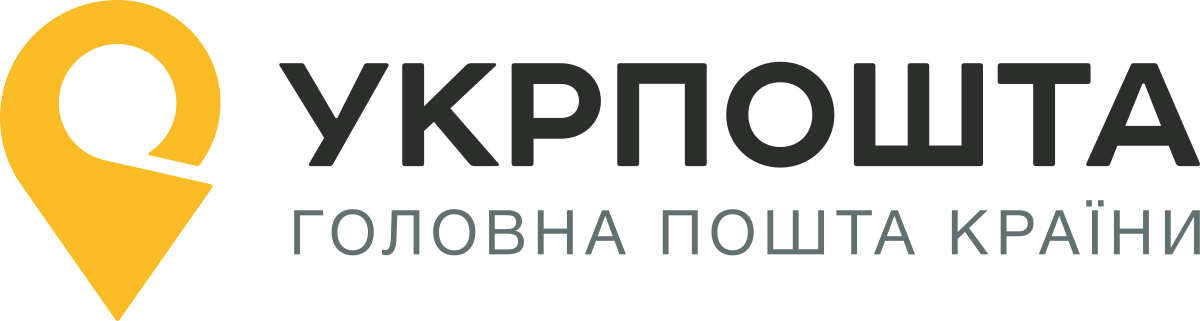 УКРПОШТА
ГОЛОВНА ПОШТА КРАЇНИ